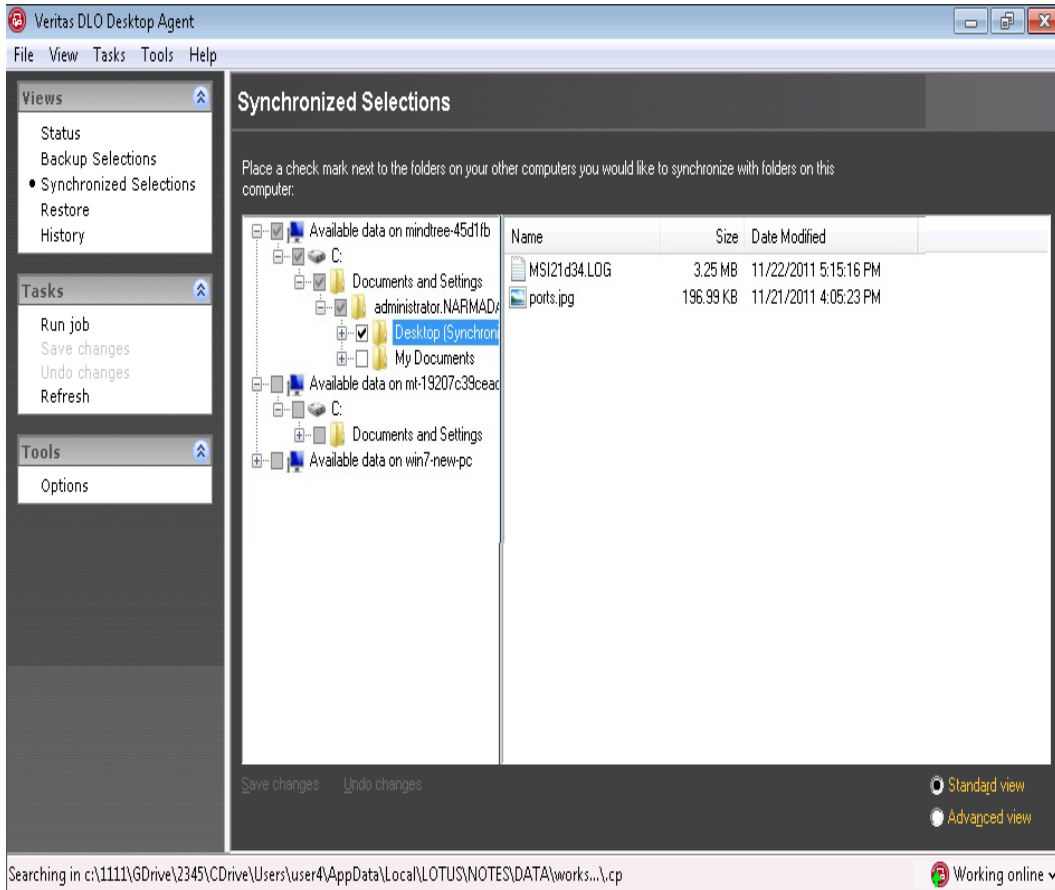 Veritas DLO Desktop Agent
File View Tasks Tools Help
Views
Status
Backup Selections
Synchronized Selections
Restore
History
Tasks
Run job
Save changes
Undo changes
Refresh
Tools
Options
Synchronized Selections
Place a check mark next to the folders on your other computers you would like to synchronize with folders on this
computer:
Available data on mindtree-45d1fb
C:
Documents and Settings
administrator.NARMADA
Desktop (Synchroni
My Documents
Available data on mt-19207c39ceac
C:
Documents and Settings
Available data on win7-new-pc
Name Size Date Modified
MSI21d34.LOG 3.25 MB 11/22/2011 5:15:16 PM
ports.jpg 196.99 KB 11/21/2011 4:05:23 PM
Save changes Undo changes
Standard view
Advanced view
Searching in c:\1111\GDrive\2345\CDrive\Users\user4\AppData\Local\LOTUS\NOTES\DATA\works...\.cp
Working online